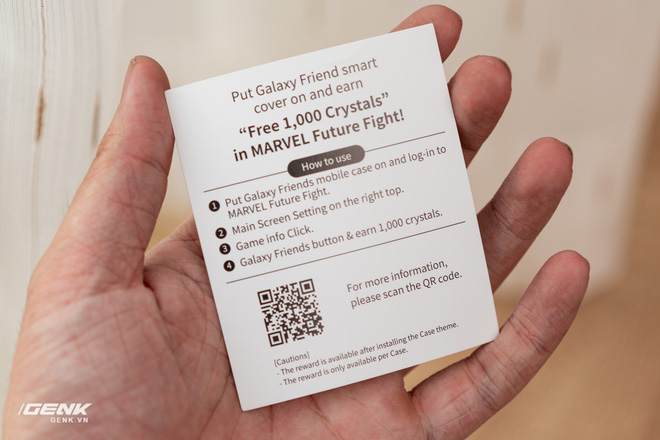 Put Galaxy Friend smart
cover on and earn
“Free 1,000 Crystals”
in MARVEL Future Fight!
How to use
1 Put Galaxy Friends mobile case on and log-in to
MARVEL Future Fight.
2 Main Screen Setting on the right top.
3 Game info Click.
4 Galaxy Friends button & earn 1,000 crystals.
For more information,
please scan the QR code.
[Cautions]
- The reward is available after installing the Case theme.
- The reward is only available per Case.
GENK
GENK.VN